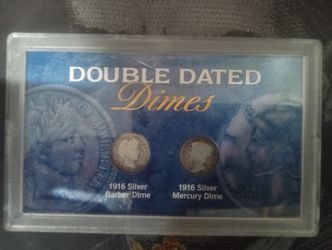 DOUBLE DATED
Dimes
1916 Silver
Barber Dime
1916 Silver
Mercury Dime